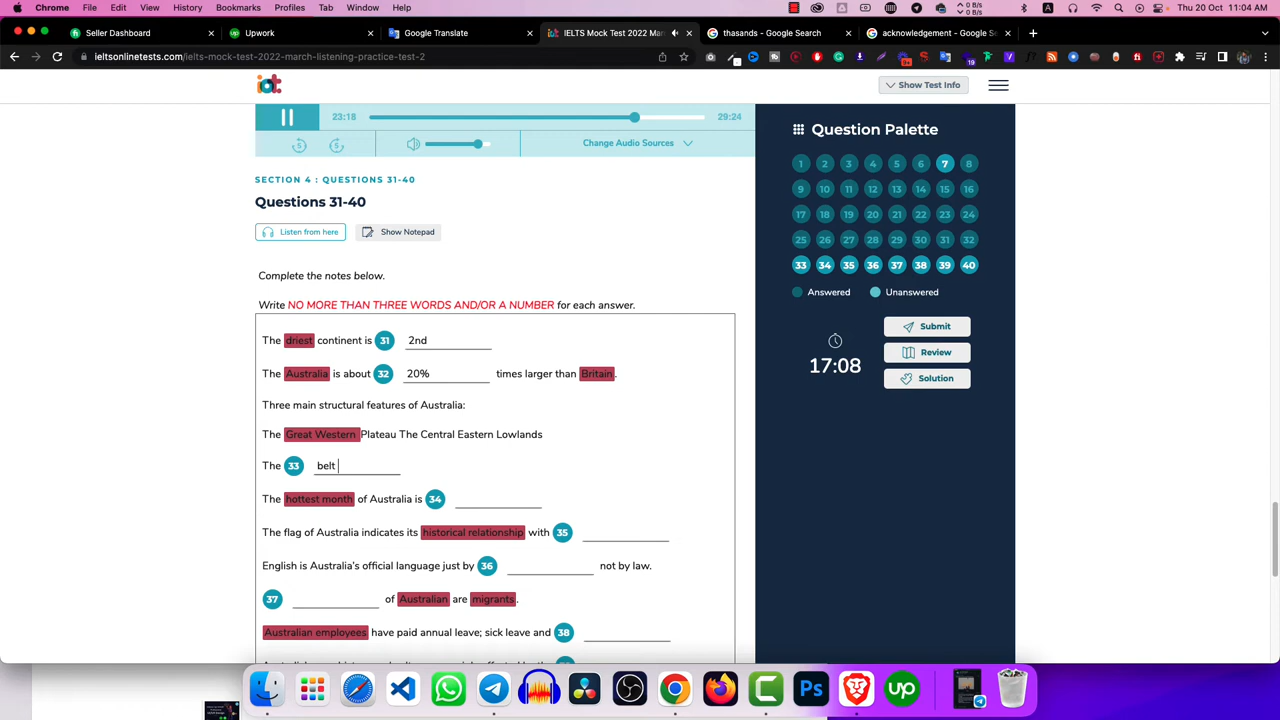 Chrome File Edit View History Bookmarks Profiles Tab Window Help
0 B/s
0 B/s
Thu 20 Oct 11:04 AM
Seller Dashboard
Upwork
Google Translate
IELTS Mock Test 2022 Mar
thasands - Google Search
acknowledgement - Google Se
ieltsonlinetests.com/ielts-mock-test-2022-march-listening-practice-test-2
iot
Show Test Info
23:18
29:24
5
5
Change Audio Sources
SECTION 4 : QUESTIONS 31-40
Questions 31-40
Listen from here
Show Notepad
Complete the notes below.
Write NO MORE THAN THREE WORDS AND/OR A NUMBER for each answer.
The driest continent is 31 2nd
The Australia is about 32 20% times larger than Britain.
Three main structural features of Australia:
The Great Western Plateau The Central Eastern Lowlands
The 33 belt
The hottest month of Australia is 34
The flag of Australia indicates its historical relationship with 35
English is Australia's official language just by 36 not by law.
37 of Australian are migrants.
Australian employees have paid annual leave; sick leave and 38
Question Palette
1 2 3 4 5 6 7 8
9 10 11 12 13 14 15 16
17 18 19 20 21 22 23 24
25 26 27 28 29 30 31 32
33 34 35 36 37 38 39 40
Answered
Unanswered
17:08
Submit
Review
Solution
Ps
up